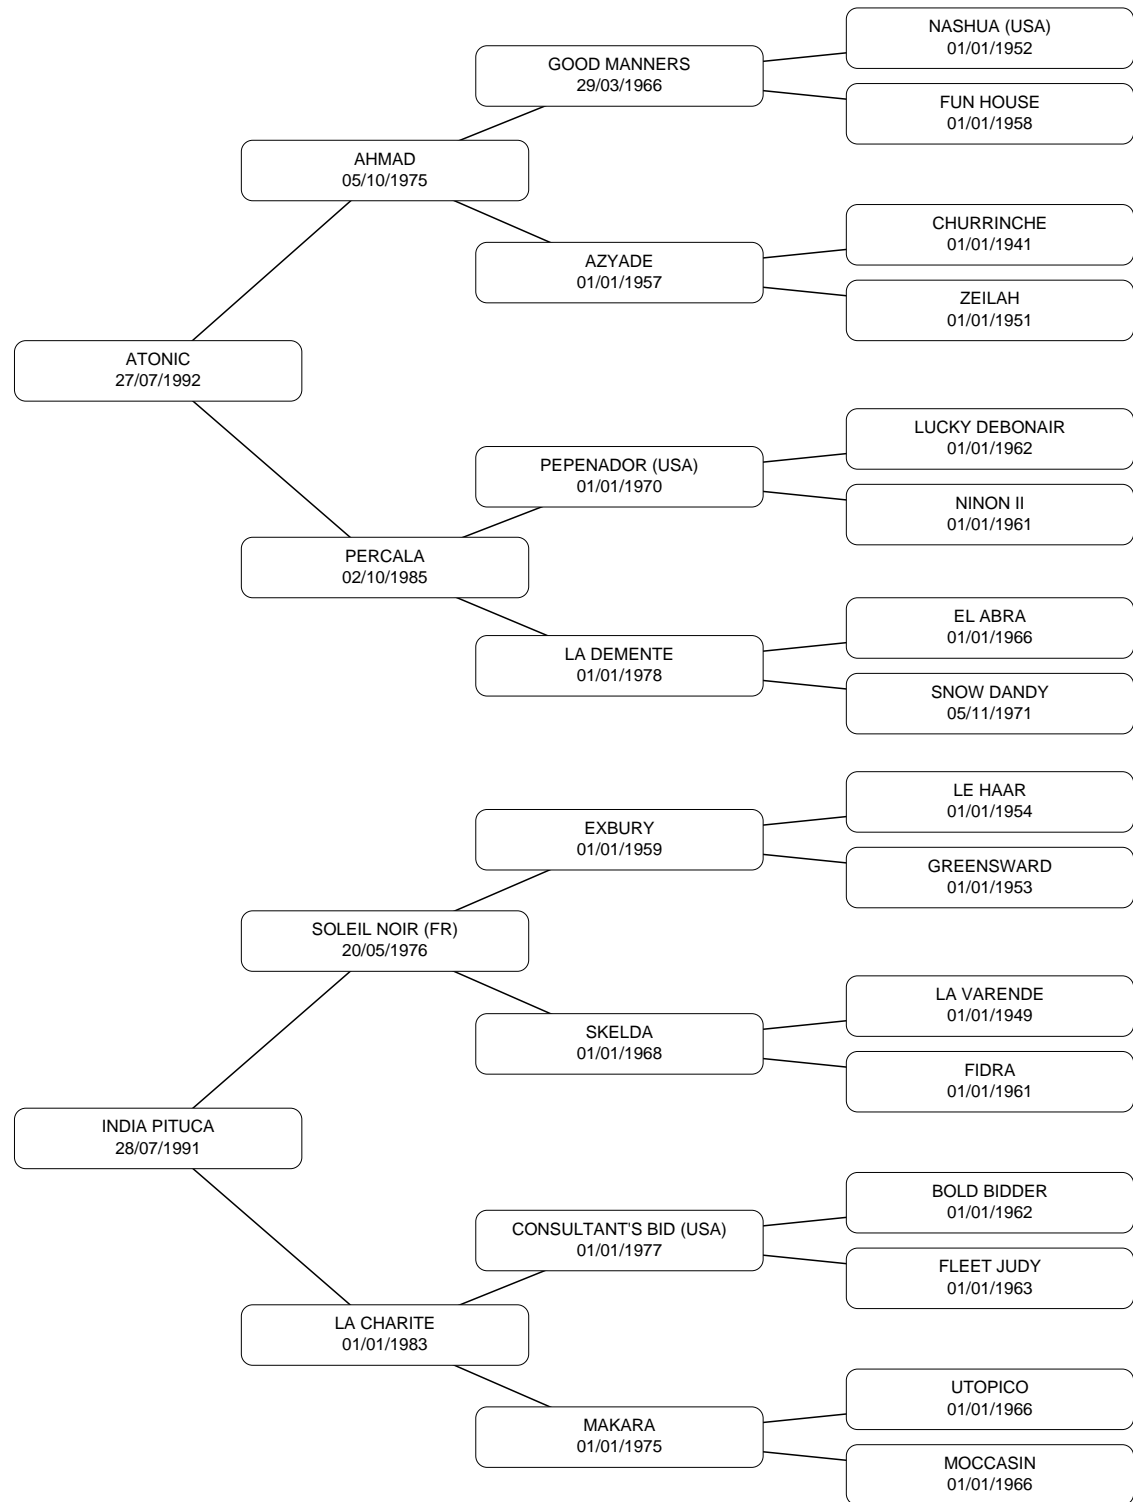 NASHUA (USA)
01/01/1952
GOOD MANNERS
29/03/1966
FUN HOUSE
01/01/1958
AHMAD
05/10/1975
CHURRINCHE
01/01/1941
AZYADE
01/01/1957
ZEILAH
01/01/1951
ATONIC
27/07/1992
LUCKY DEBONAIR
01/01/1962
PEPENADOR (USA)
01/01/1970
NINON II
01/01/1961
PERCALA
02/10/1985
EL ABRA
01/01/1966
LA DEMENTE
01/01/1978
SNOW DANDY
05/11/1971
LE HAAR
01/01/1954
EXBURY
01/01/1959
GREENSWARD
01/01/1953
SOLEIL NOIR (FR)
20/05/1976
LA VARENDE
01/01/1949
SKELDA
01/01/1968
FIDRA
01/01/1961
INDIA PITUCA
28/07/1991
BOLD BIDDER
01/01/1962
CONSULTANT'S BID (USA)
01/01/1977
FLEET JUDY
01/01/1963
LA CHARITE
01/01/1983
UTOPICO
01/01/1966
MAKARA
01/01/1975
MOCCASIN
01/01/1966